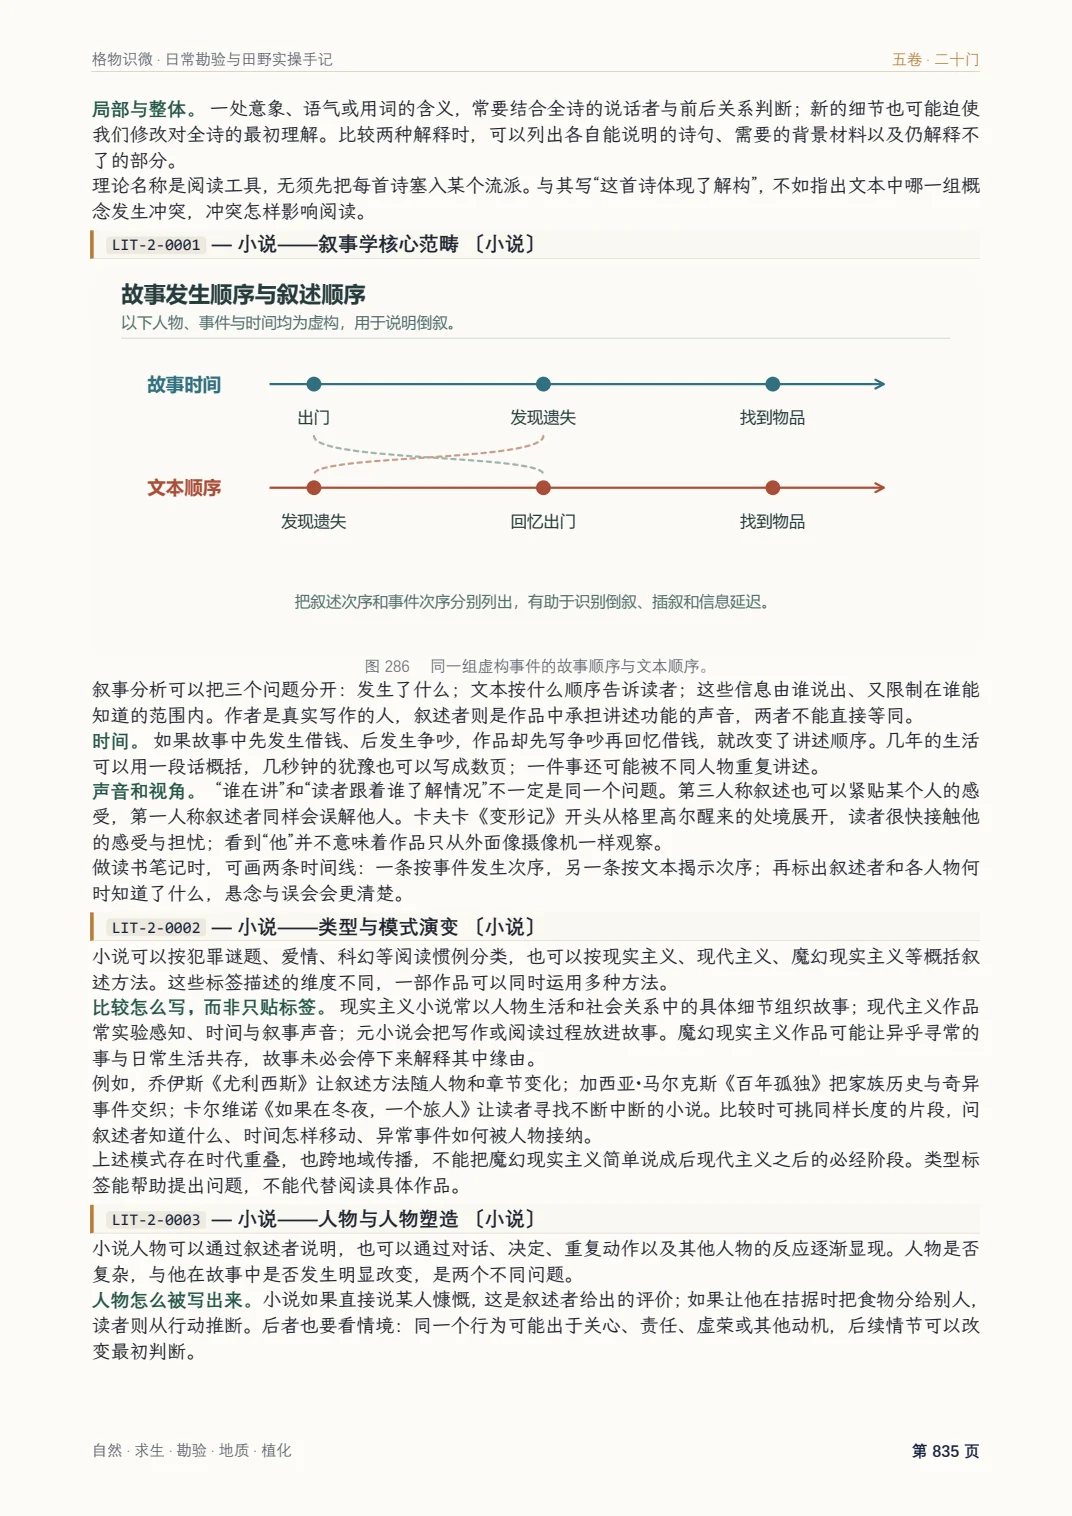 格物识微 · 日常勘验与田野实操手记
五卷 · 二十门
局部与整体。 一处意象、语气或用词的含义，常要结合全诗的说话者与前后关系判断；新的细节也可能迫使
我们修改对全诗的最初理解。比较两种解释时，可以列出各自能说明的诗句、需要的背景材料以及仍解释不
了的部分。
理论名称是阅读工具，无须先把每首诗塞入某个流派。与其写“这首诗体现了解构”，不如指出文本中哪一组概
念发生冲突，冲突怎样影响阅读。
LIT-2-0001 — 小说——叙事学核心范畴 〔小说〕
故事发生顺序与叙述顺序
以下人物、事件与时间均为虚构，用于说明倒叙。
故事时间
出门 发现遗失 找到物品
文本顺序
发现遗失 回忆出门 找到物品
把叙述次序和事件次序分别列出，有助于识别倒叙、插叙和信息延迟。
图 286 同一组虚构事件的故事顺序与文本顺序。
叙事分析可以把三个问题分开：发生了什么；文本按什么顺序告诉读者；这些信息由谁说出、又限制在谁能
知道的范围内。作者是真实写作的人，叙述者则是作品中承担讲述功能的声音，两者不能直接等同。
时间。 如果故事中先发生借钱、后发生争吵，作品却先写争吵再回忆借钱，就改变了讲述顺序。几年的生活
可以用一段话概括，几秒钟的犹豫也可以写成数页；一件事还可能被不同人物重复讲述。
声音和视角。 “谁在讲”和“读者跟着谁了解情况”不一定是同一个问题。第三人称叙述也可以紧贴某个人的感
受，第一人称叙述者同样会误解他人。卡夫卡《变形记》开头从格里高尔醒来的处境展开，读者很快接触他
的感受与担忧；看到“他”并不意味着作品只从外面像摄像机一样观察。
做读书笔记时，可画两条时间线：一条按事件发生次序，另一条按文本揭示次序；再标出叙述者和各人物何
时知道了什么，悬念与误会会更清楚。
LIT-2-0002 — 小说——类型与模式演变 〔小说〕
小说可以按犯罪谜题、爱情、科幻等阅读惯例分类，也可以按现实主义、现代主义、魔幻现实主义等概括叙
述方法。这些标签描述的维度不同，一部作品可以同时运用多种方法。
比较怎么写，而非只贴标签。 现实主义小说常以人物生活和社会关系中的具体细节组织故事；现代主义作品
常实验感知、时间与叙事声音；元小说会把写作或阅读过程放进故事。魔幻现实主义作品可能让异乎寻常的
事与日常生活共存，故事未必会停下来解释其中缘由。
例如，乔伊斯《尤利西斯》让叙述方法随人物和章节变化；加西亚•马尔克斯《百年孤独》把家族历史与奇异
事件交织；卡尔维诺《如果在冬夜，一个旅人》让读者寻找不断中断的小说。比较时可挑同样长度的片段，问
叙述者知道什么、时间怎样移动、异常事件如何被人物接纳。
上述模式存在时代重叠，也跨地域传播，不能把魔幻现实主义简单说成后现代主义之后的必经阶段。类型标
签能帮助提出问题，不能代替阅读具体作品。
LIT-2-0003 — 小说——人物与人物塑造 〔小说〕
小说人物可以通过叙述者说明，也可以通过对话、决定、重复动作以及其他人物的反应逐渐显现。人物是否
复杂，与他在故事中是否发生明显改变，是两个不同问题。
人物怎么被写出来。小说如果直接说某人慷慨，这是叙述者给出的评价；如果让他在拮据时把食物分给别人，
读者则从行动推断。后者也要看情境：同一个行为可能出于关心、责任、虚荣或其他动机，后续情节可以改
变最初判断。
自然 · 求生 · 勘验 · 地质 · 植化
第 835 页